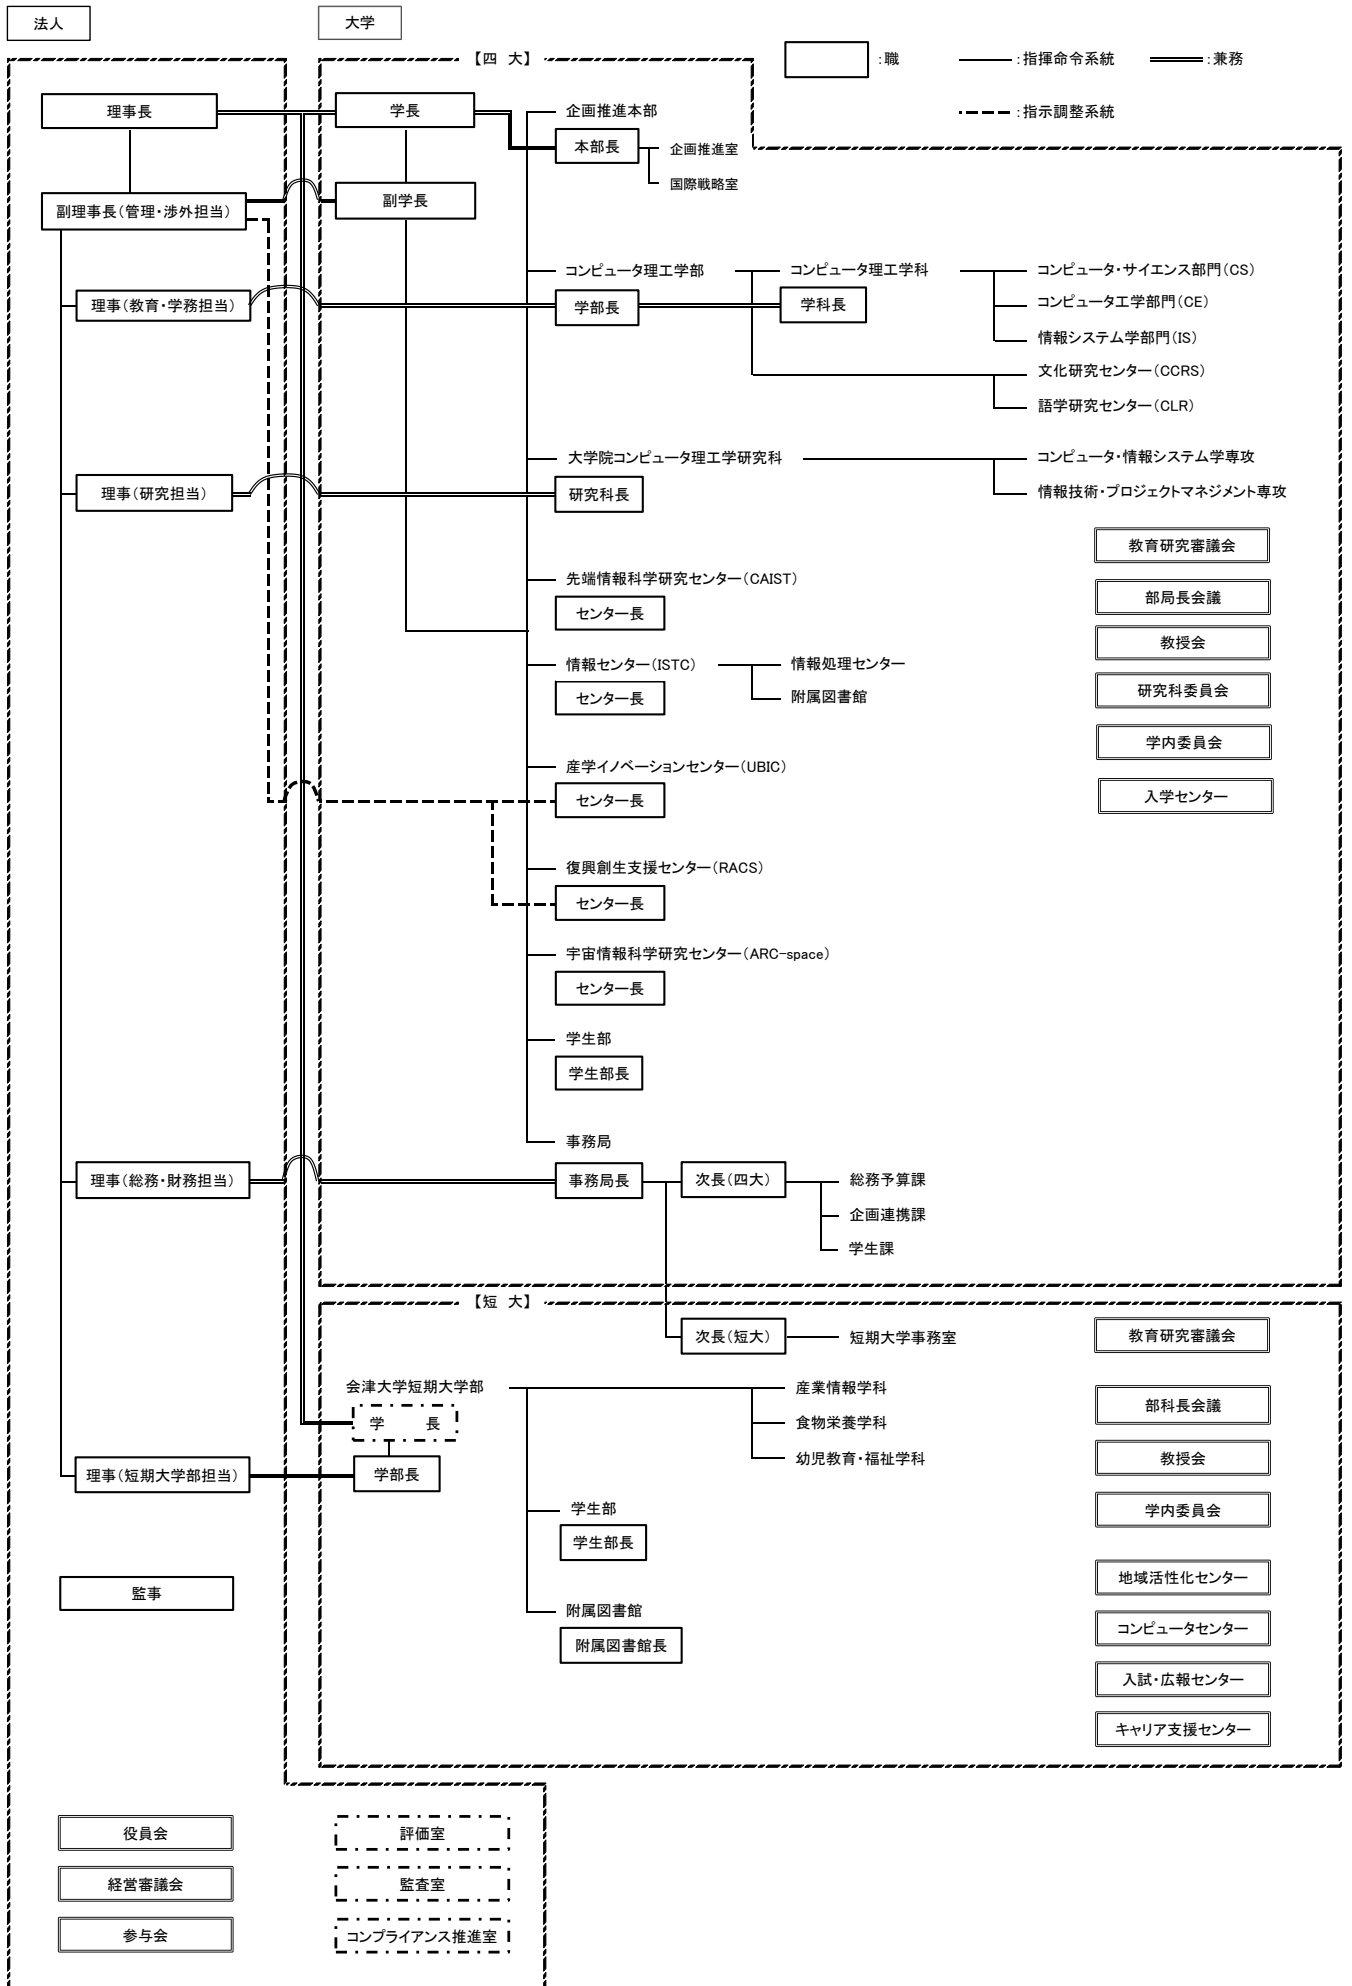 法人
大学
【四　大】
:職
:指揮命令系統
:兼務
:指示調整系統
理事長
学長
企画推進本部
本部長
企画推進室
国際戦略室
副理事長(管理・渉外担当)
副学長
コンピュータ理工学部
コンピュータ理工学科
コンピュータ・サイエンス部門(CS)
理事(教育・学務担当)
学部長
学科長
コンピュータ工学部門(CE)
情報システム学部門(IS)
文化研究センター(CCRS)
語学研究センター(CLR)
大学院コンピュータ理工学研究科
コンピュータ・情報システム学専攻
理事(研究担当)
研究科長
情報技術・プロジェクトマネジメント専攻
教育研究審議会
先端情報科学研究センター(CAIST)
センター長
部局長会議
教授会
情報センター(ISTC)
情報処理センター
センター長
附属図書館
研究科委員会
学内委員会
産学イノベーションセンター(UBIC)
センター長
入学センター
復興創生支援センター(RACS)
センター長
宇宙情報科学研究センター(ARC-space)
センター長
学生部
学生部長
事務局
理事(総務・財務担当)
事務局長
次長(四大)
総務予算課
企画連携課
学生課
【短　大】
次長(短大)
短期大学事務室
教育研究審議会
会津大学短期大学部
産業情報学科
部科長会議
学　　長
食物栄養学科
幼児教育・福祉学科
教授会
理事(短期大学部担当)
学部長
学生部
学生部長
学内委員会
監事
地域活性化センター
附属図書館
附属図書館長
コンピュータセンター
入試・広報センター
キャリア支援センター
役員会
評価室
経営審議会
監査室
参与会
コンプライアンス推進室